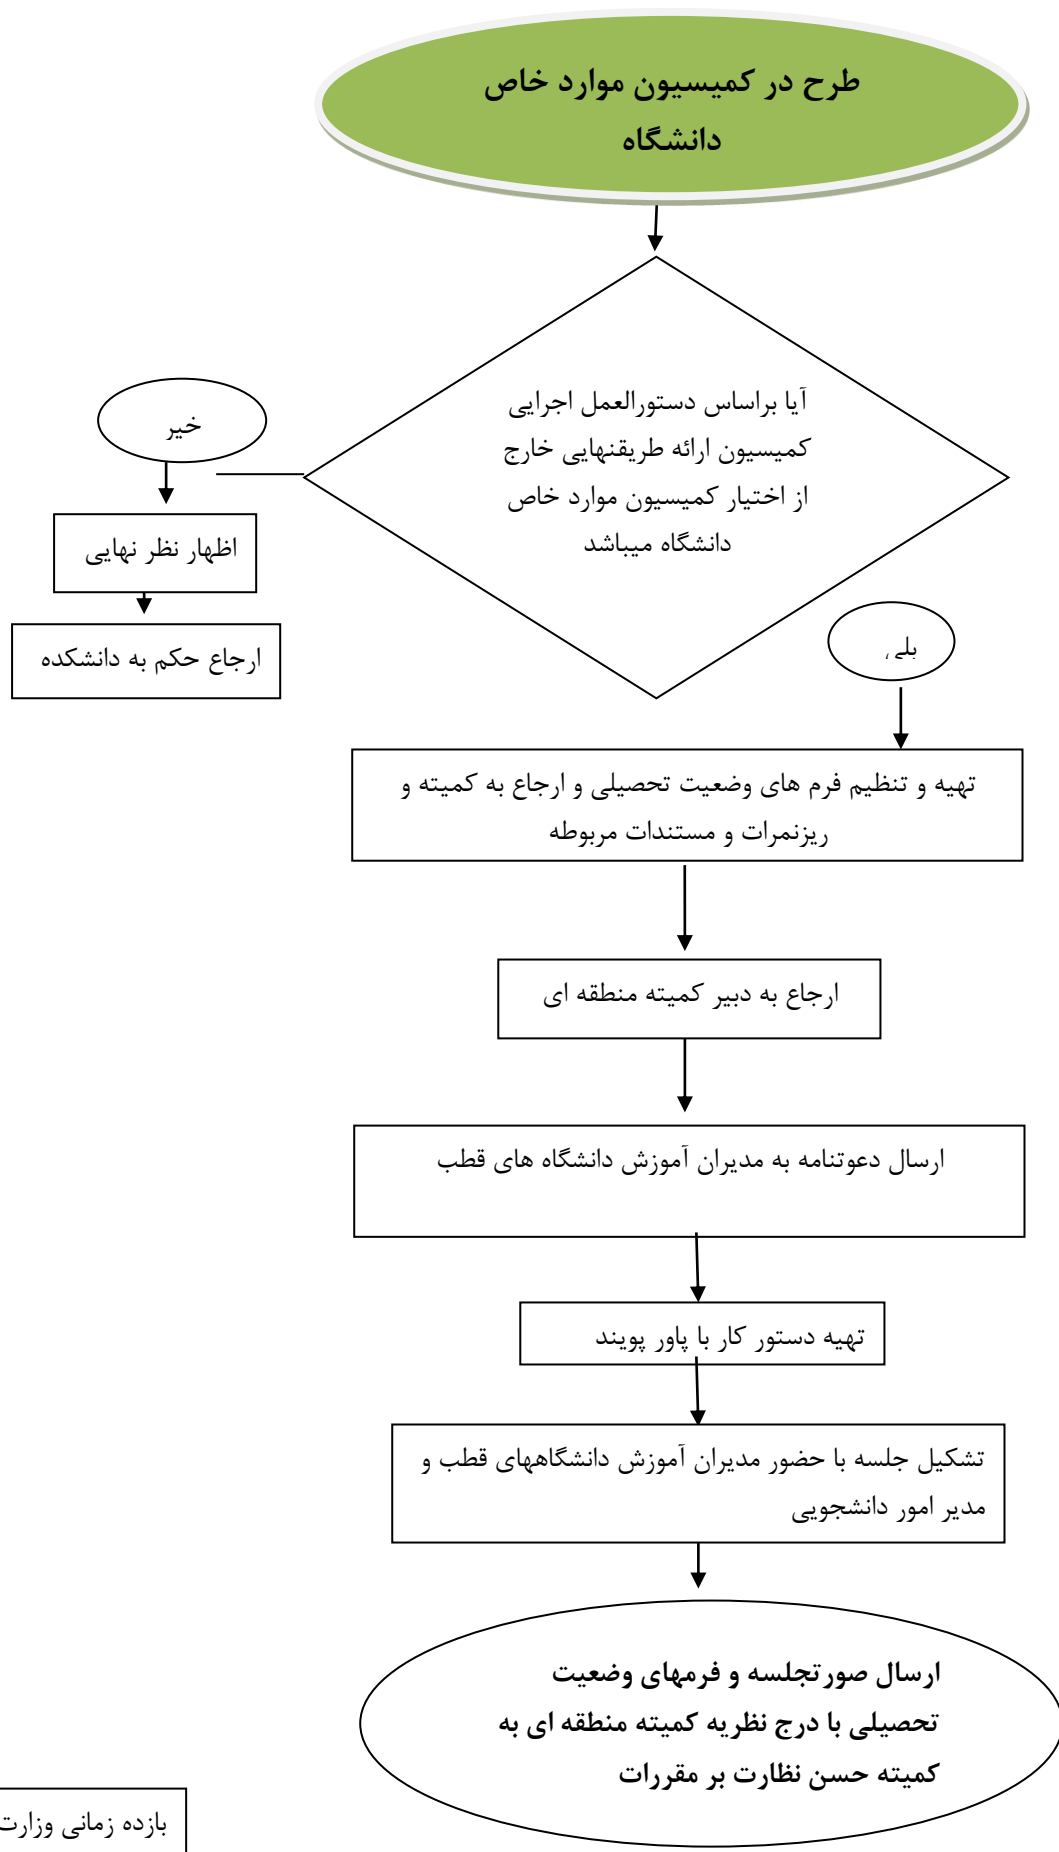 طرح در کمیسیون موارد خاص
دانشگاه
آیا براساس دستورالعمل اجرایی
کمیسیون ارائه طریقنهایی خارج
از اختیار کمیسیون موارد خاص
دانشگاه میباشد
خیر
اظهار نظر نهایی
ارجاع حکم به دانشکده
بلی
تهیه و تنظیم فرم های وضعیت تحصیلی و ارجاع به کمیته و
ریزنمرات و مستندات مربوطه
ارجاع به دبیر کمیته منطقه ای
ارسال دعوتنامه به مدیران آموزش دانشگاه های قطب
تهیه دستور کار با پاور پویند
تشکیل جلسه با حضور مدیران آموزش دانشگاههای قطب و
مدیر امور دانشجویی
ارسال صورتجلسه و فرمهای وضعیت
تحصیلی با درج نظریه کمیته منطقه ای به
کمیته حسن نظارت بر مقررات
بازده زمانی وزارت